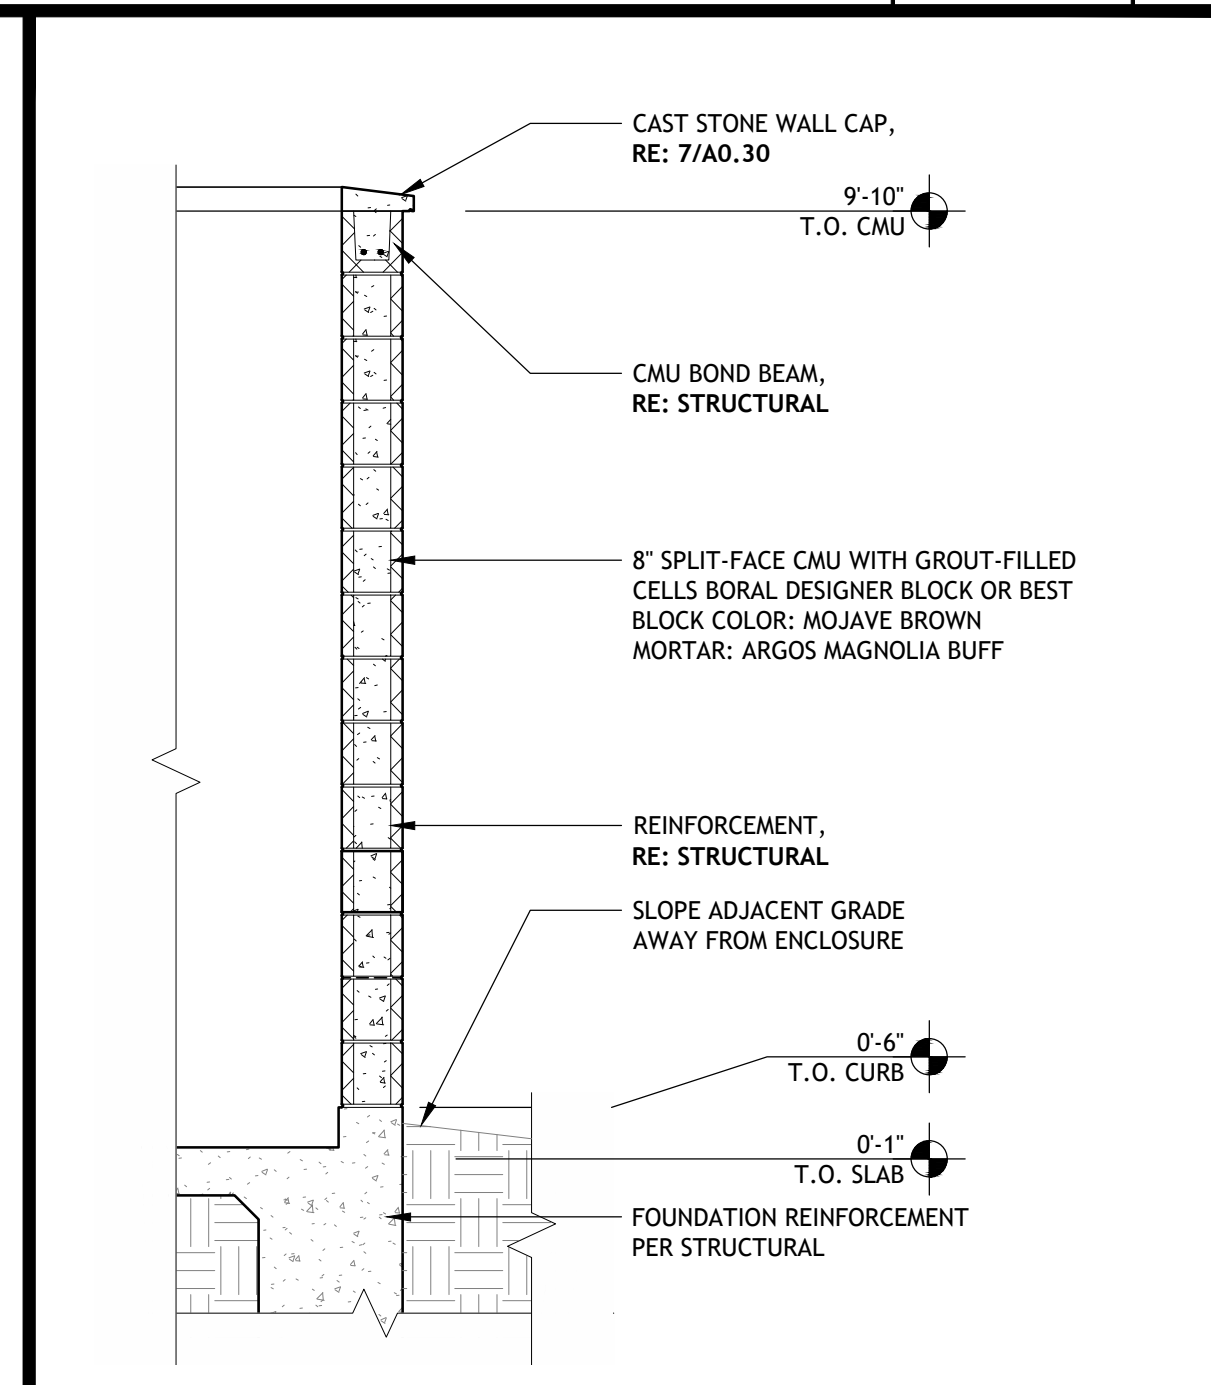 CAST STONE WALL CAP,
RE: 7/A0.30
9'-10"
T.O. CMU
CMU BOND BEAM,
RE: STRUCTURAL
8" SPLIT-FACE CMU WITH GROUT-FILLED
CELLS BORAL DESIGNER BLOCK OR BEST
BLOCK COLOR: MOJAVE BROWN
MORTAR: ARGOS MAGNOLIA BUFF
REINFORCEMENT,
RE: STRUCTURAL
SLOPE ADJACENT GRADE
AWAY FROM ENCLOSURE
0'-6"
T.O. CURB
0'-1"
T.O. SLAB
FOUNDATION REINFORCEMENT
PER STRUCTURAL